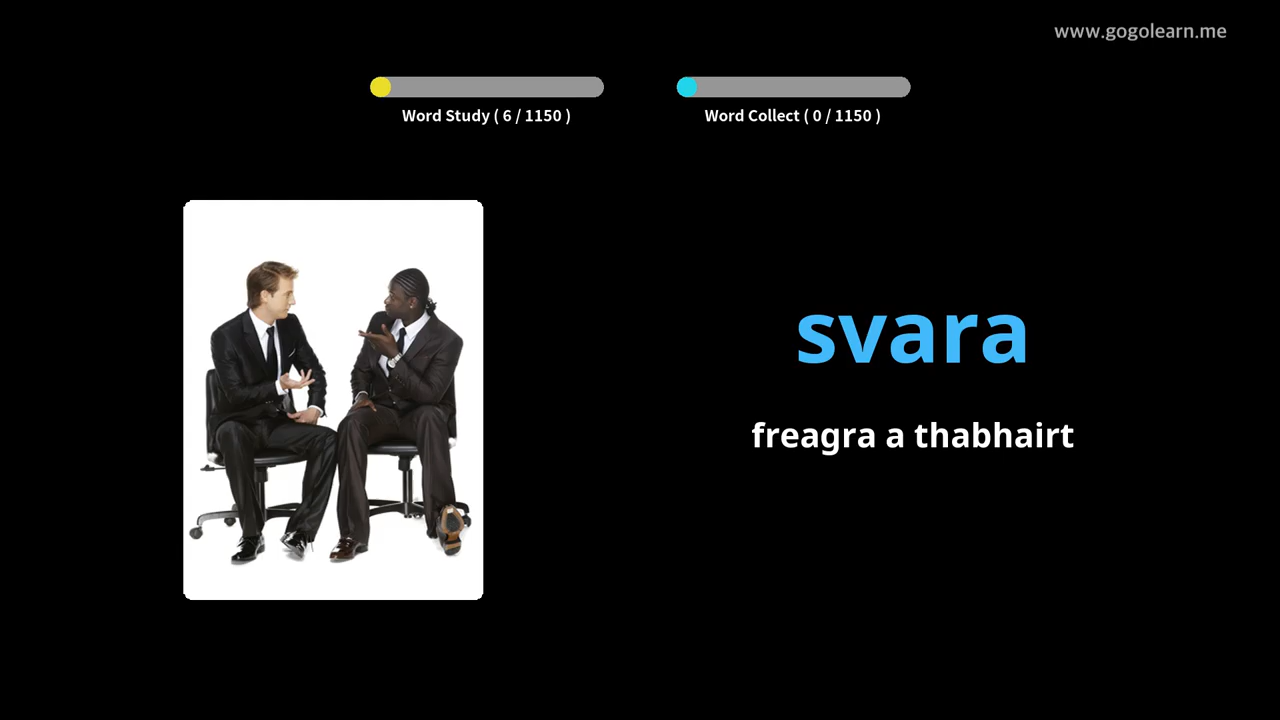 www.gogolearn.me
Word Study ( 6 / 1150 )
Word Collect ( 0 / 1150 )
svara
freagra a thabhairt